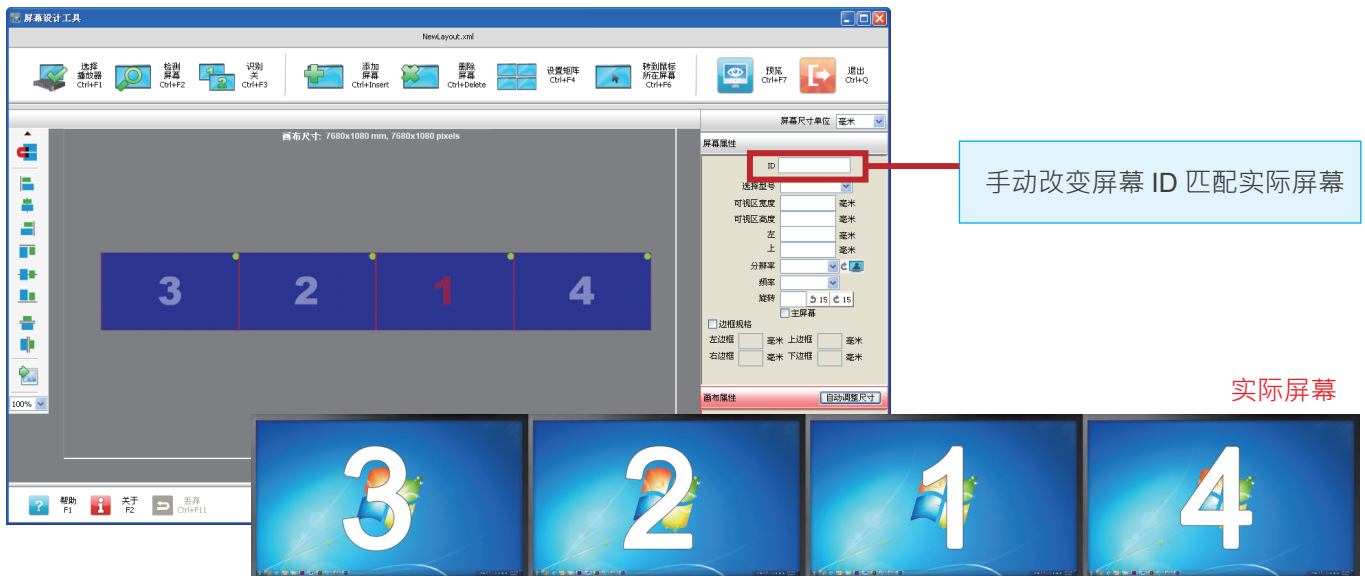 屏幕设计工具
NewLayout.xml
选择播放器 Ctrl+F1
检测屏幕 Ctrl+F2
识别关 Ctrl+F3
添加屏幕 Ctrl+Insert
删除屏幕 Ctrl+Delete
设置矩阵 Ctrl+F4
转到鼠标所在屏幕 Ctrl+F6
预览 Ctrl+F7
退出 Ctrl+Q
屏幕尺寸单位 毫米
画布尺寸: 7680x1080 mm, 7680x1080 pixels
屏幕属性
ID
手动改变屏幕 ID 匹配实际屏幕
选择型号
可视区宽度 毫米
可视区高度 毫米
左 毫米
上 毫米
分辨率
频率
旋转 15 15
主屏幕
边框规格
左边框 毫米 上边框 毫米
右边框 毫米 下边框 毫米
3 2 1 4
100%
画布属性 自动调整尺寸
实际屏幕
3 2 1 4
? 帮助 F1
i 关于 F2
丢弃 Ctrl+F11